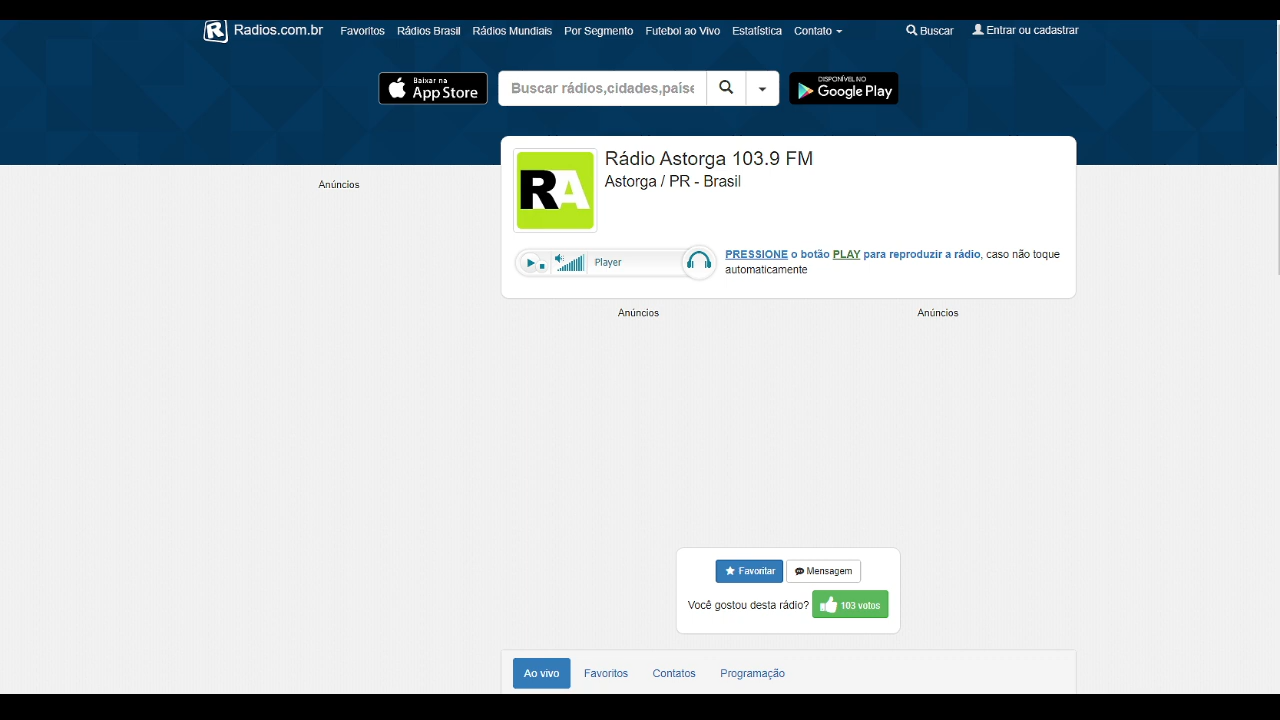 Radios.com.br Favoritos Rádios Brasil Rádios Mundiais Por Segmento Futebol ao Vivo Estatística Contato Buscar Entrar ou cadastrar
Baixar na
App Store
Buscar rádios,cidades,paíse
DISPONÍVEL NO
Google Play
RA
Rádio Astorga 103.9 FM
Astorga / PR - Brasil
Anúncios
Player
PRESSIONE o botão PLAY para reproduzir a rádio, caso não toque
automaticamente
Anúncios Anúncios
Favoritar Mensagem
Você gostou desta rádio? 103 votos
Ao vivo Favoritos Contatos Programação